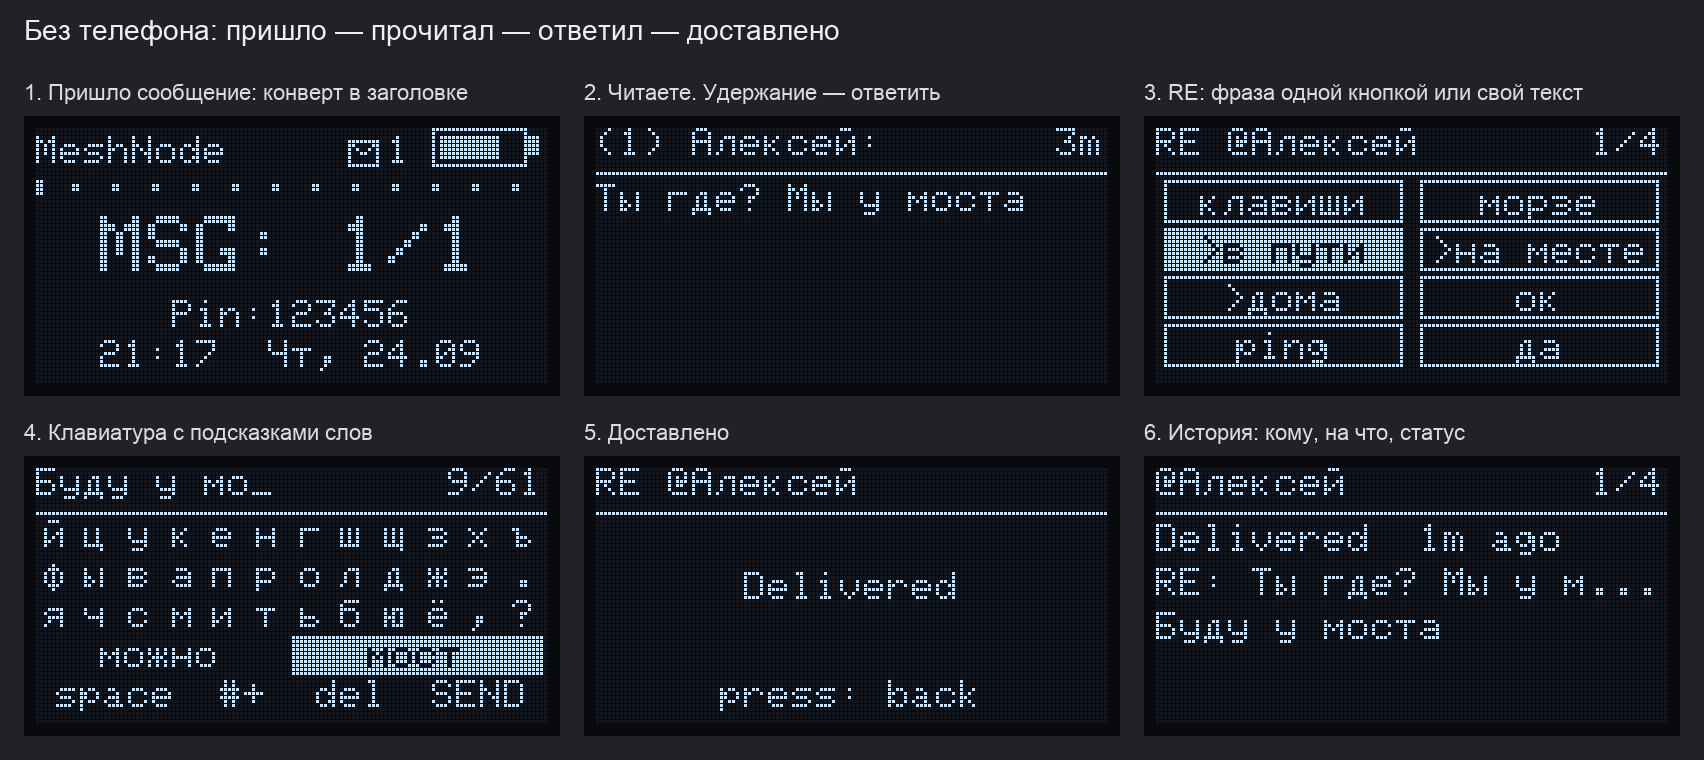 Без телефона: пришло — прочитал — ответил — доставлено
1. Пришло сообщение: конверт в заголовке
MeshNode 1
MSG: 1/1
Pin:123456
21:17 Чт, 24.09
2. Читаете. Удержание — ответить
(1) Алексей: 3m
Ты где? Мы у моста
3. RE: фраза одной кнопкой или свой текст
RE @Алексей 1/4
клавиши морзе
>в пути >на месте
>дома ок
ping да
4. Клавиатура с подсказками слов
Буду у мо_ 9/61
й ц у к е н г ш щ з х ъ
ф ы в а п р о л д ж э .
я ч с м и т ь б ю ё , ?
можно мост
space #+ del SEND
5. Доставлено
RE @Алексей
Delivered
press: back
6. История: кому, на что, статус
@Алексей 1/4
Delivered 1m ago
RE: Ты где? Мы у м...
Буду у моста